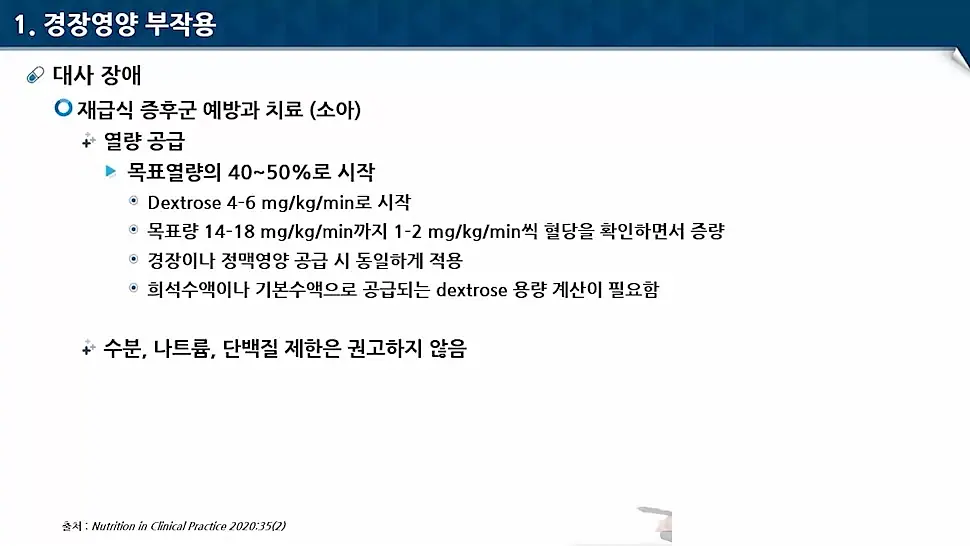 1. 경장영양 부작용
대사 장애
재급식 증후군 예방과 치료 (소아)
열량 공급
목표열량의 40~50%로 시작
Dextrose 4-6 mg/kg/min로 시작
목표량 14-18 mg/kg/min까지 1-2 mg/kg/min씩 혈당을 확인하면서 증량
경장이나 정맥영양 공급 시 동일하게 적용
희석수액이나 기본수액으로 공급되는 dextrose 용량 계산이 필요함
수분, 나트륨, 단백질 제한은 권고하지 않음
출처 : Nutrition in Clinical Practice 2020:35(2)